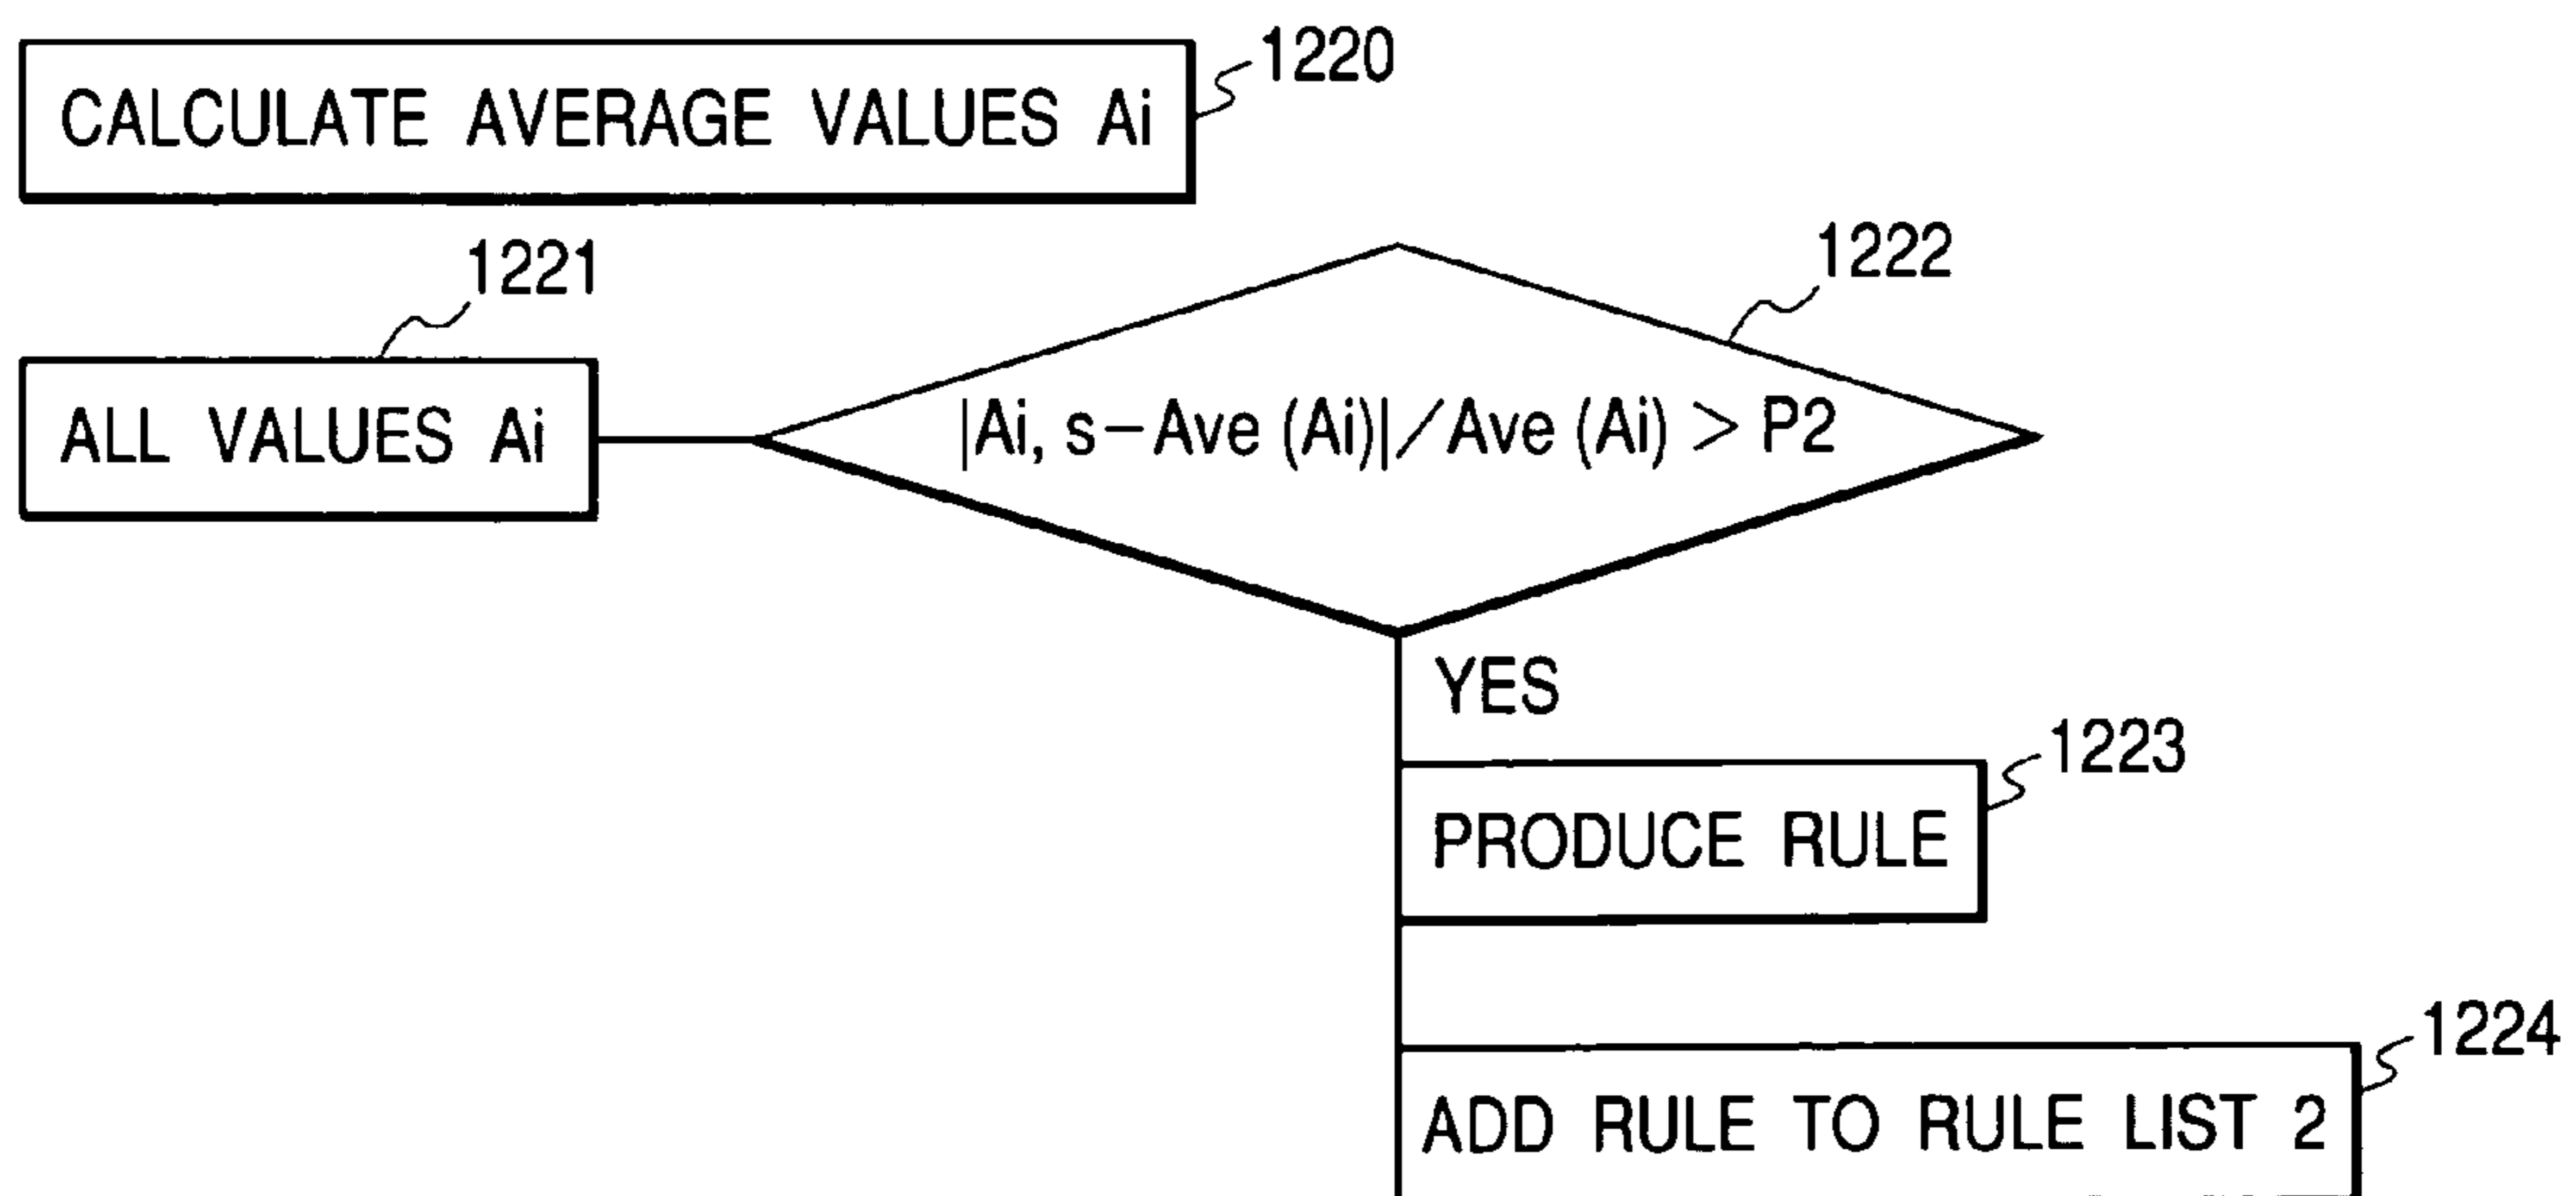 1220
CALCULATE AVERAGE VALUES Ai
1221
1222
ALL VALUES Ai
|Ai, s-Ave (Ai)|/Ave (Ai) > P2
YES
1223
PRODUCE RULE
1224
ADD RULE TO RULE LIST 2